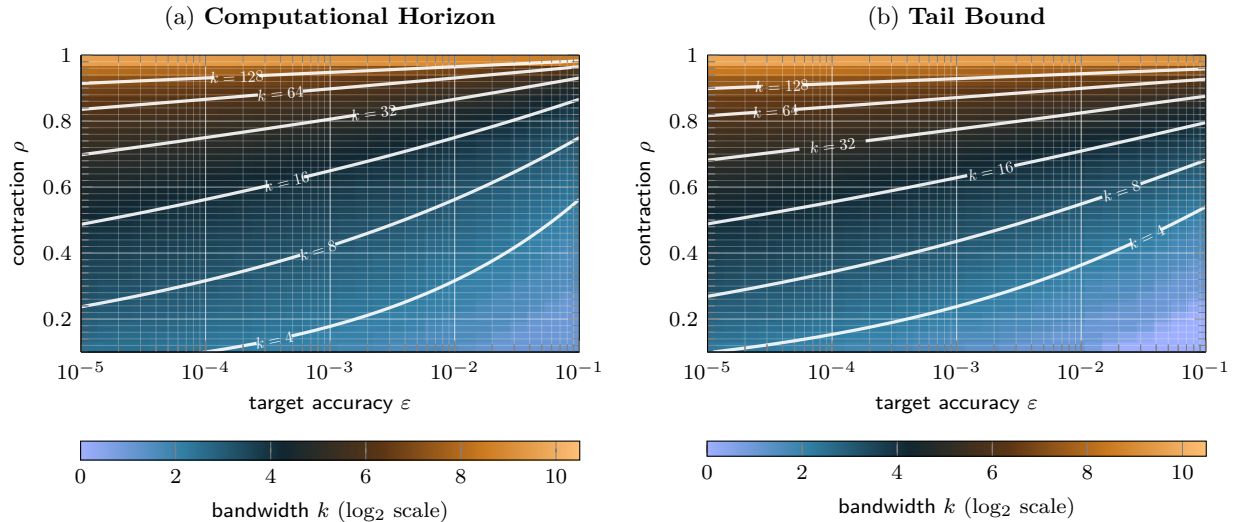 (a) Computational Horizon
(b) Tail Bound
1
0.8
0.6
0.4
0.2
contraction ρ
k = 128
k = 64
k = 32
k = 16
k = 8
k = 4
10⁻⁵
10⁻⁴
10⁻³
10⁻²
10⁻¹
target accuracy ε
0
2
4
6
8
10
bandwidth k (log₂ scale)
1
0.8
0.6
0.4
0.2
contraction ρ
k = 128
k = 64
k = 32
k = 16
k = 8
k = 4
10⁻⁵
10⁻⁴
10⁻³
10⁻²
10⁻¹
target accuracy ε
0
2
4
6
8
10
bandwidth k (log₂ scale)